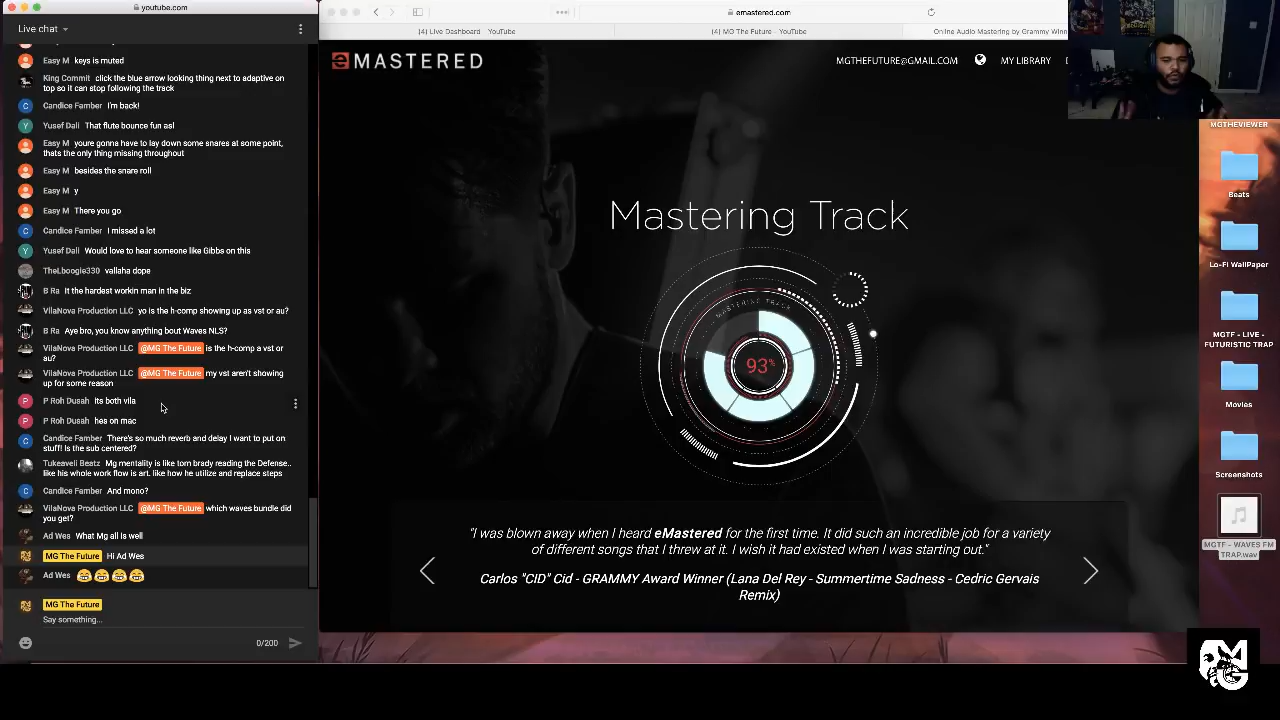 youtube.com
Live chat
Easy M keys is muted
King Commit click the blue arrow looking thing next to adaptive on
top so it can stop following the track
Candice Famber I'm back!
Yusef Dali That flute bounce fun asl
Easy M youre gonna have to lay down some snares at some point,
thats the only thing missing throughout
Easy M besides the snare roll
Easy M y
Easy M There you go
Candice Famber I missed a lot
Yusef Dali Would love to hear someone like Gibbs on this
TheLboogie330 vallaha dope
B Ra It the hardest workin man in the biz
VilaNova Production LLC yo is the h-comp showing up as vst or au?
B Ra Aye bro, you know anything bout Waves NLS?
VilaNova Production LLC @MG The Future is the h-comp a vst or
au?
VilaNova Production LLC @MG The Future my vst aren't showing
up for some reason
P Roh Dusah Its both vila
P Roh Dusah hes on mac
Candice Famber There's so much reverb and delay I want to put on
stuff! Is the sub centered?
Tukeaveli Beatz Mg mentality is like tom brady reading the Defense..
like his whole work flow is art. like how he utilize and replace steps
Candice Famber And mono?
VilaNova Production LLC @MG The Future which waves bundle did
you get?
Ad Wes What Mg all is well
MG The Future Hi Ad Wes
Ad Wes 😂😂😂😂
MG The Future
Say something...
0/200
emastered.com
(4) Live Dashboard - YouTube
(4) MG The Future - YouTube
Online Audio Mastering by Grammy Winn
EMASTERED
MGTHEFUTURE@GMAIL.COM
MY LIBRARY
Mastering Track
MASTERING TRACK
93%
"I was blown away when I heard eMastered for the first time. It did such an incredible job for a variety
of different songs that I threw at it. I wish it had existed when I was starting out."
Carlos "CID" Cid - GRAMMY Award Winner (Lana Del Rey - Summertime Sadness - Cedric Gervais
Remix)
MGTHEVIEWER.
Beats
Lo-Fi WallPaper
MGTF - LIVE -
FUTURISTIC TRAP
Movies
Screenshots
MGTF - WAVES FM
TRAP.wav